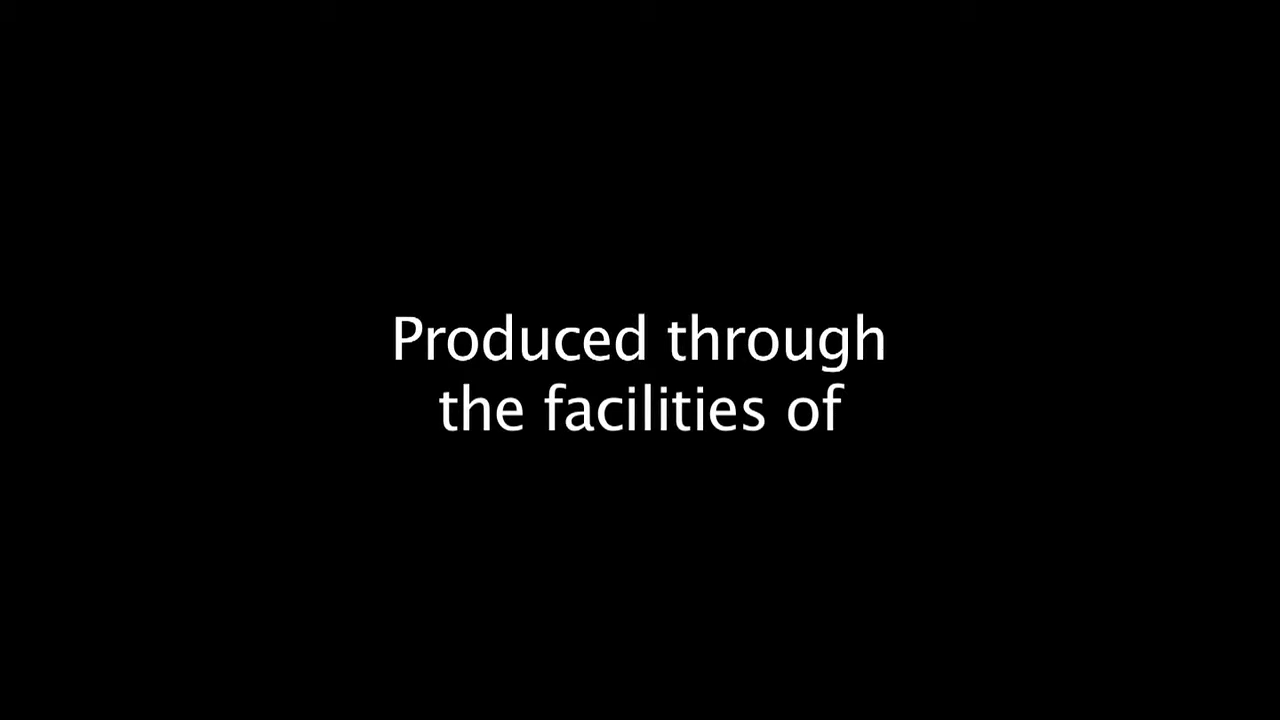 Produced through
the facilities of